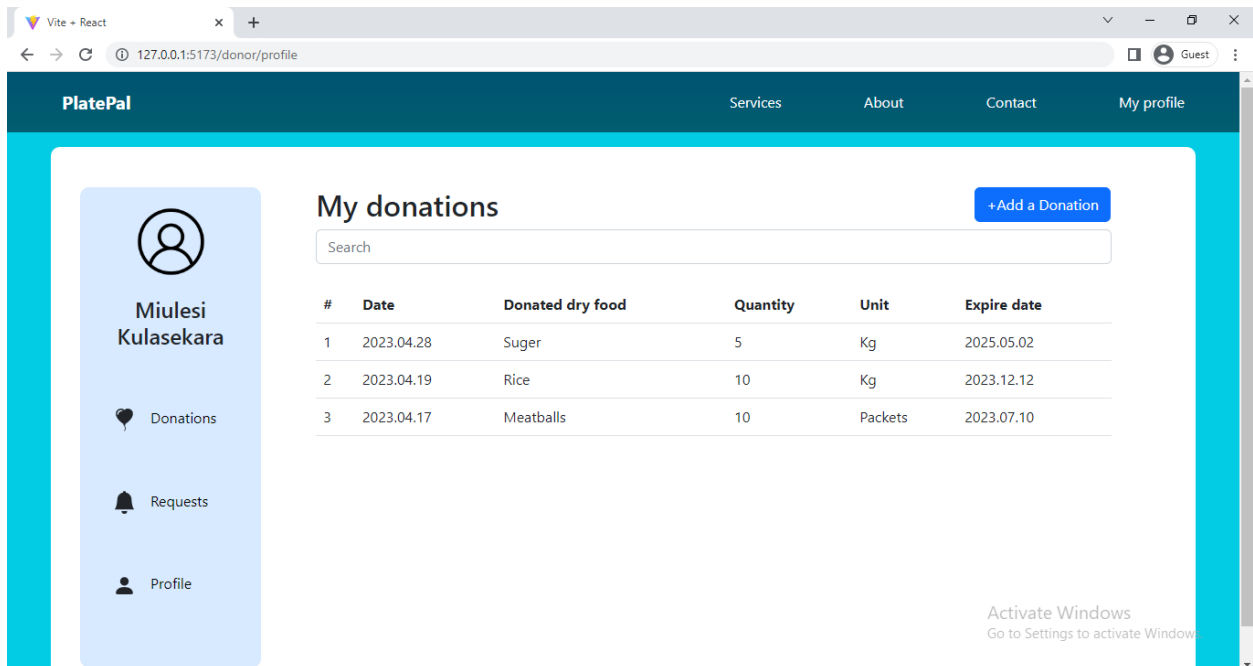 Vite + React
127.0.0.1:5173/donor/profile
Guest
PlatePal Services About Contact My profile
My donations
+Add a Donation
Search
Miulesi
Kulasekara
Donations
Requests
Profile
# Date Donated dry food Quantity Unit Expire date
1 2023.04.28 Suger 5 Kg 2025.05.02
2 2023.04.19 Rice 10 Kg 2023.12.12
3 2023.04.17 Meatballs 10 Packets 2023.07.10
Activate Windows
Go to Settings to activate Windows